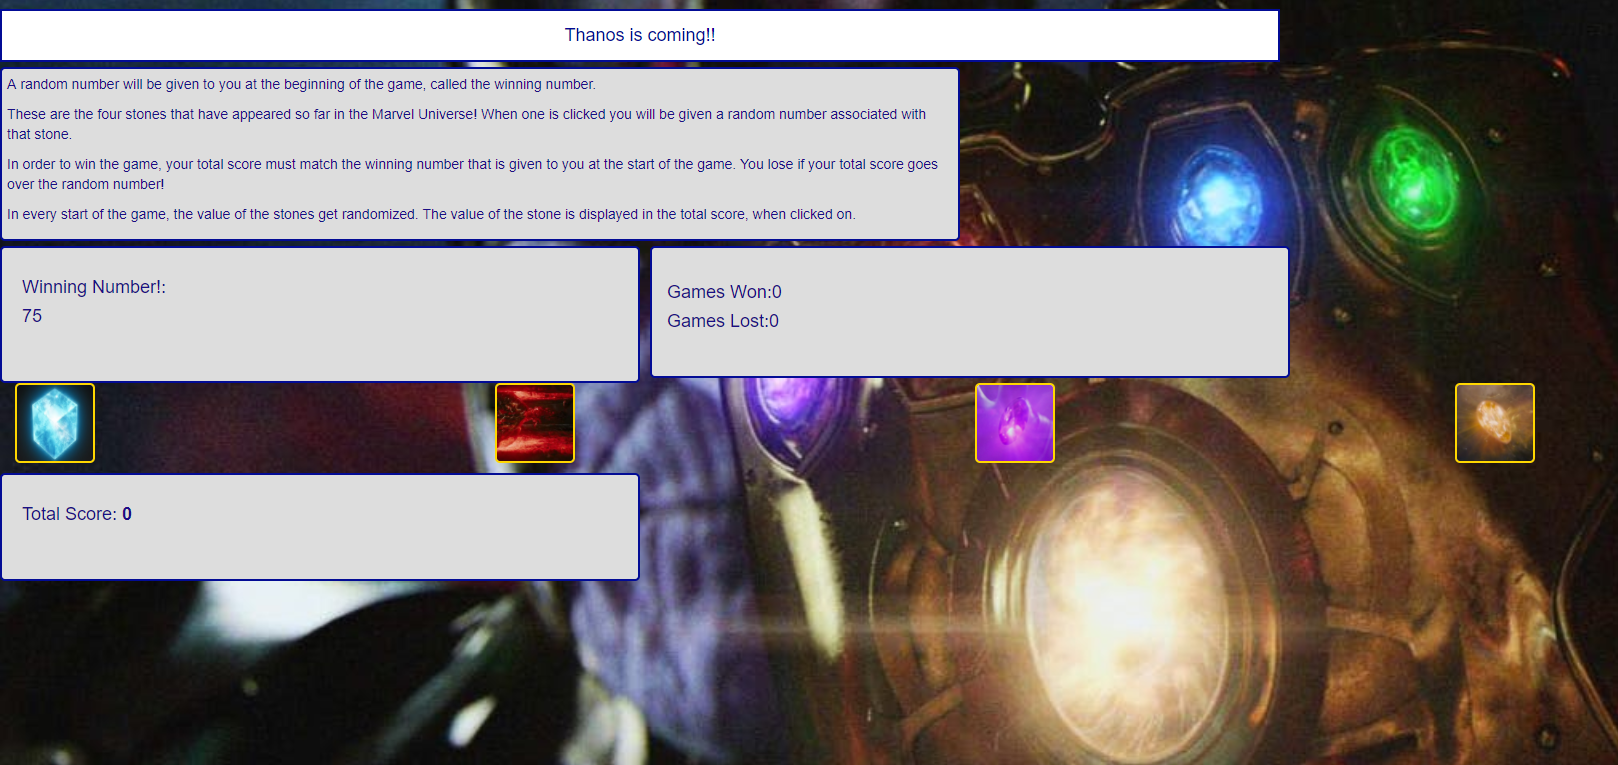 Thanos is coming!!
A random number will be given to you at the beginning of the game, called the winning number.
These are the four stones that have appeared so far in the Marvel Universe! When one is clicked you will be given a random number associated with
that stone.
In order to win the game, your total score must match the winning number that is given to you at the start of the game. You lose if your total score goes
over the random number!
In every start of the game, the value of the stones get randomized. The value of the stone is displayed in the total score, when clicked on.
Winning Number!:
75
Games Won:0
Games Lost:0
Total Score: 0